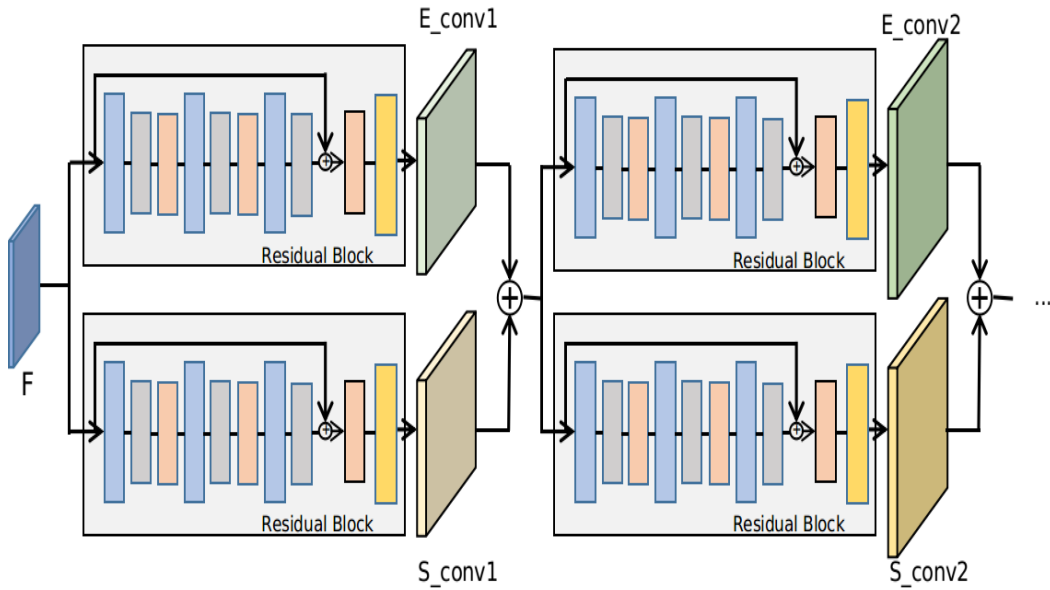 E_conv1
E_conv2
Residual Block
Residual Block
F
...
Residual Block
Residual Block
S_conv1
S_conv2